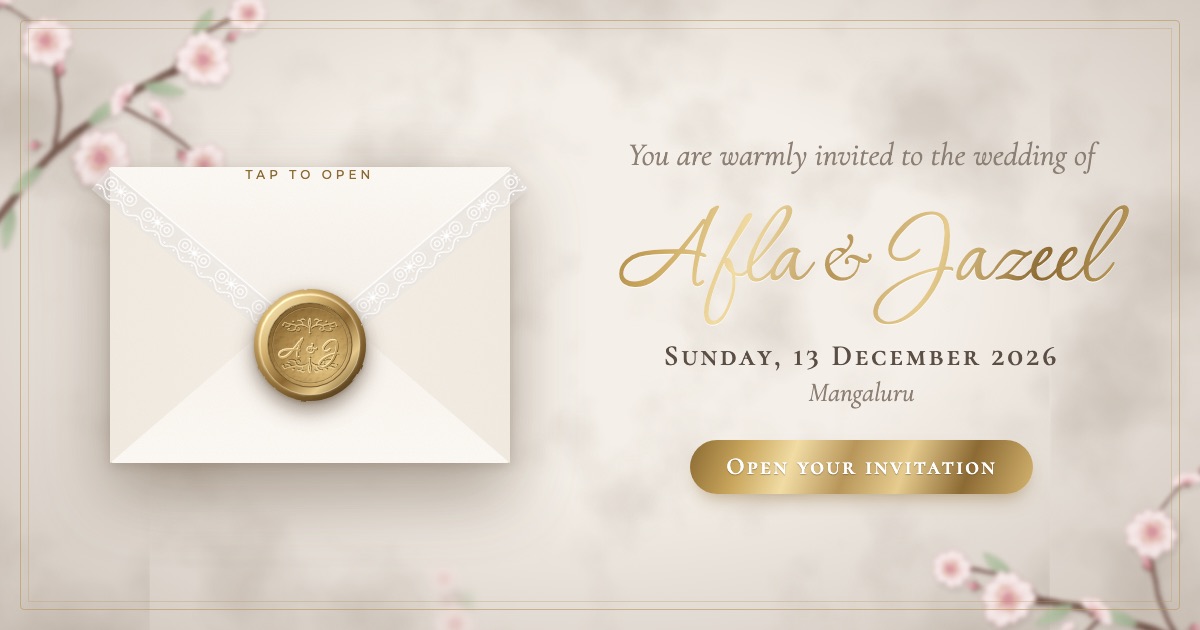 TAP TO OPEN
A & J
You are warmly invited to the wedding of
Afla & Jazeel
Sunday, 13 December 2026
Mangaluru
Open your invitation